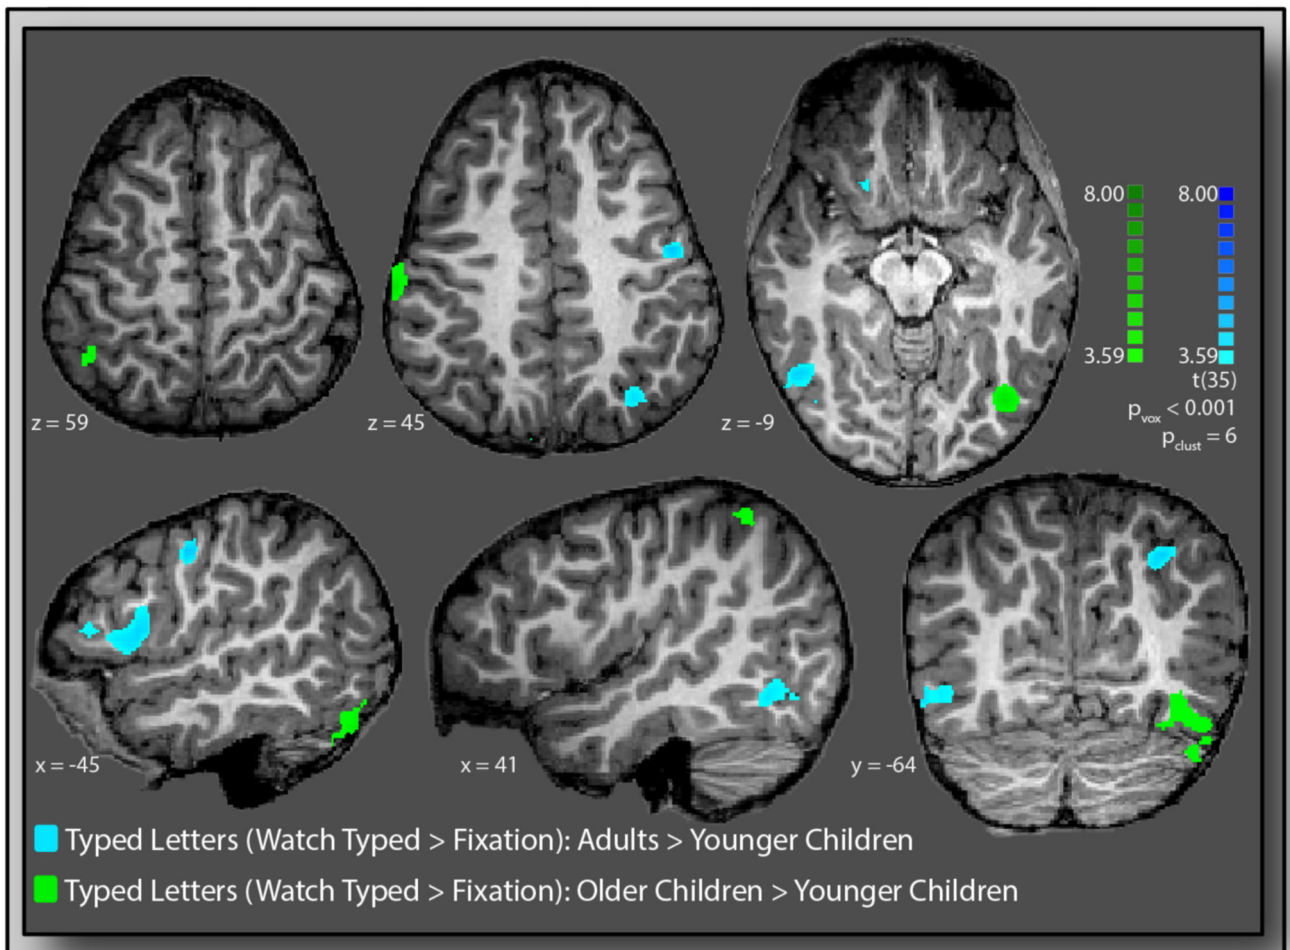 8.00 8.00
3.59 3.59
t(35)
p_vox < 0.001
p_clust = 6
z = 59
z = 45
z = -9
x = -45
x = 41
y = -64
Typed Letters (Watch Typed > Fixation): Adults > Younger Children
Typed Letters (Watch Typed > Fixation): Older Children > Younger Children